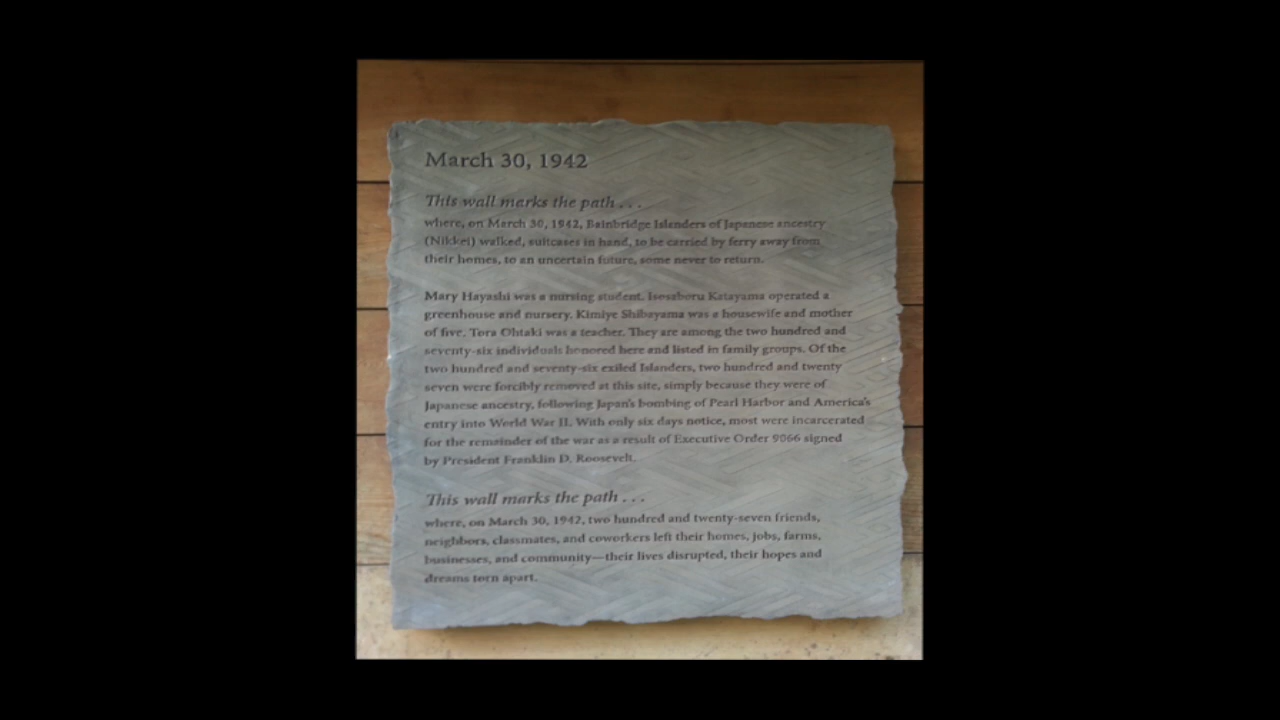 March 30, 1942
This wall marks the path . . .
where, on March 30, 1942, Bainbridge Islanders of Japanese ancestry
(Nikkei) walked, suitcases in hand, to be carried by ferry away from
their homes, to an uncertain future, some never to return.
Mary Hayashi was a nursing student. Isosaburo Katayama operated a
greenhouse and nursery. Kimiye Shibayama was a housewife and mother
of five. Tora Ohtaki was a teacher. They are among the two hundred and
seventy-six individuals honored here and listed in family groups. Of the
two hundred and seventy-six exiled Islanders, two hundred and twenty
seven were forcibly removed at this site, simply because they were of
Japanese ancestry, following Japan's bombing of Pearl Harbor and America's
entry into World War II. With only six days notice, most were incarcerated
for the remainder of the war as a result of Executive Order 9066 signed
by President Franklin D. Roosevelt.
This wall marks the path . . .
where, on March 30, 1942, two hundred and twenty-seven friends,
neighbors, classmates, and coworkers left their homes, jobs, farms,
businesses, and community—their lives disrupted, their hopes and
dreams torn apart.